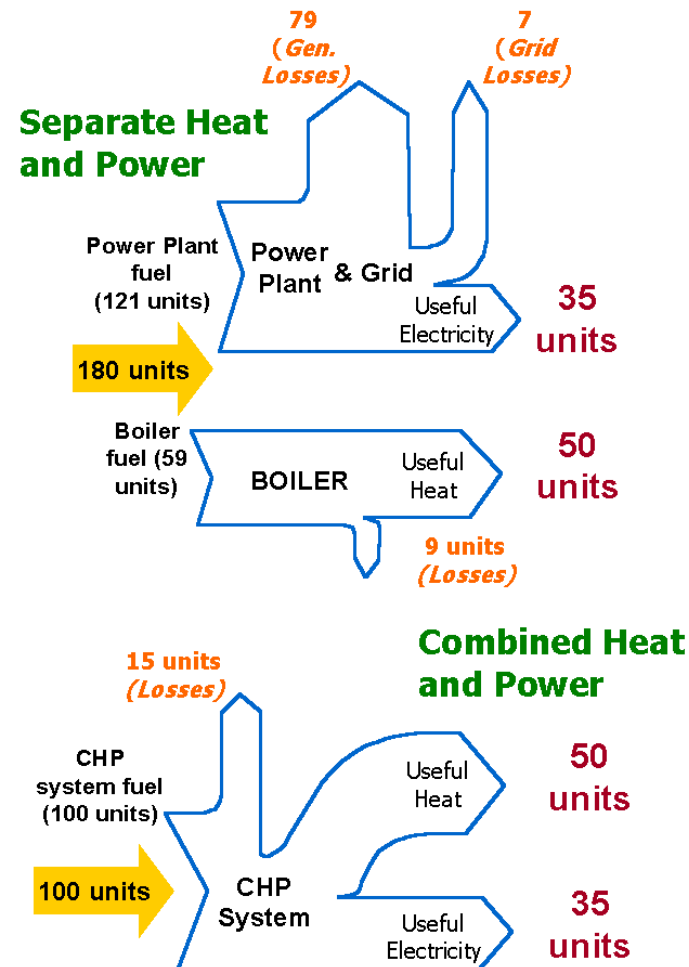 79
(Gen.
Losses)
7
(Grid
Losses)
Separate Heat
and Power
Power Plant
fuel
(121 units)
Power
Plant
& Grid
Useful
Electricity
35
units
180 units
Boiler
fuel (59
units)
BOILER
Useful
Heat
50
units
9 units
(Losses)
Combined Heat
and Power
15 units
(Losses)
CHP
system fuel
(100 units)
100 units
CHP
System
Useful
Heat
50
units
Useful
Electricity
35
units